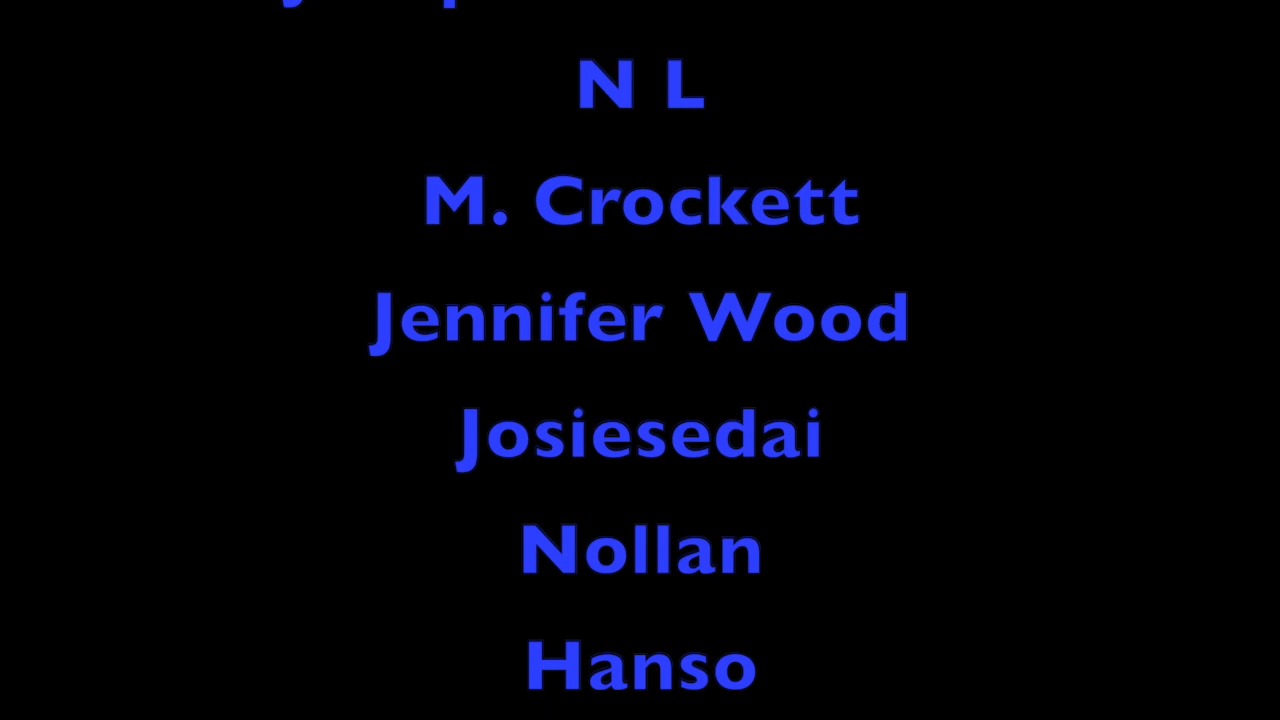 N L
M. Crockett
Jennifer Wood
Josiesedai
Nollan
Hanso